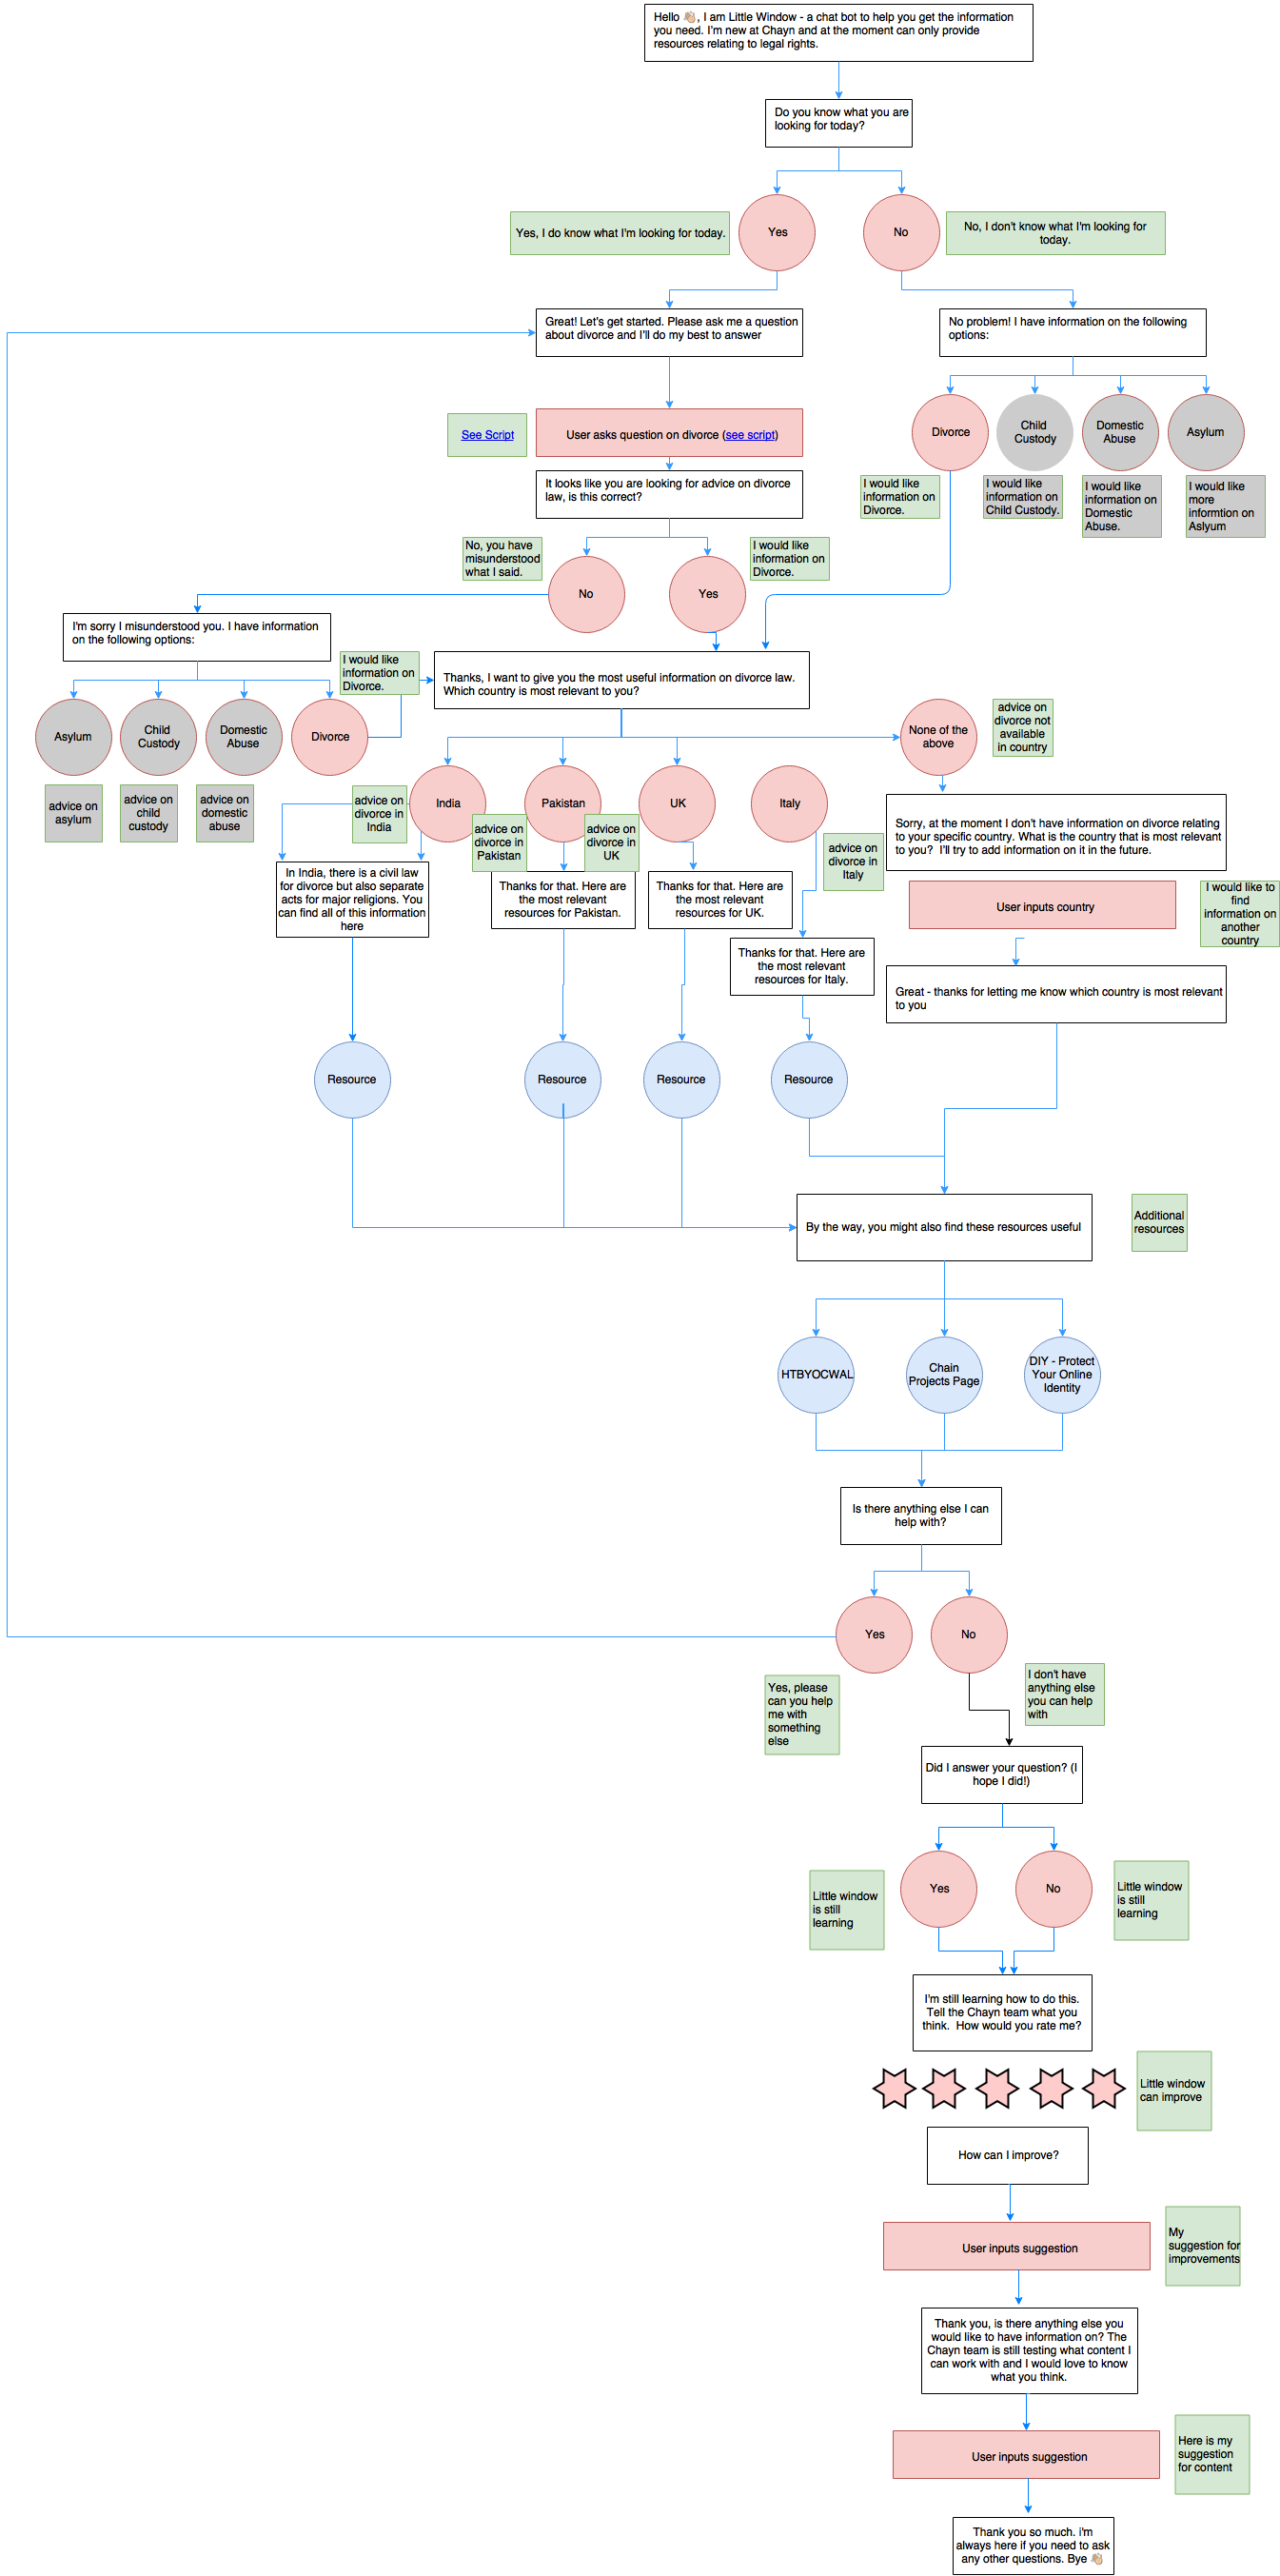 Hello 👋🏼, I am Little Window - a chat bot to help you get the information
you need. I'm new at Chayn and at the moment can only provide
resources relating to legal rights.
Do you know what you are
looking for today?
Yes, I do know what I'm looking for today.
Yes
No
No, I don't know what I'm looking for
today.
Great! Let's get started. Please ask me a question
about divorce and I'll do my best to answer
No problem! I have information on the following
options:
See Script
User asks question on divorce (see script)
Divorce
Child
Custody
Domestic
Abuse
Asylum
It looks like you are looking for advice on divorce
law, is this correct?
I would like
information on
Divorce.
I would like
information on
Child Custody.
I would like
information on
Domestic
Abuse.
I would like
more
informtion on
Aslyum
No, you have
misunderstood
what I said.
No
Yes
I would like
information on
Divorce.
I'm sorry I misunderstood you. I have information
on the following options:
I would like
information on
Divorce.
Thanks, I want to give you the most useful information on divorce law.
Which country is most relevant to you?
Asylum
Child
Custody
Domestic
Abuse
Divorce
None of the
above
advice on
divorce not
available
in country
advice on
asylum
advice on
child
custody
advice on
domestic
abuse
advice on
divorce in
India
India
Pakistan
UK
Italy
advice on
divorce in
Pakistan
advice on
divorce in
UK
advice on
divorce in
Italy
Sorry, at the moment I don't have information on divorce relating
to your specific country. What is the country that is most relevant
to you?  I'll try to add information on it in the future.
In India, there is a civil law
for divorce but also separate
acts for major religions. You
can find all of this information
here
Thanks for that. Here are
the most relevant
resources for Pakistan.
Thanks for that. Here are
the most relevant
resources for UK.
Thanks for that. Here are
the most relevant
resources for Italy.
User inputs country
I would like to
find
information on
another
country
Great - thanks for letting me know which country is most relevant
to you
Resource
Resource
Resource
Resource
By the way, you might also find these resources useful
Additional
resources
HTBYOCWAL
Chain
Projects Page
DIY - Protect
Your Online
Identity
Is there anything else I can
help with?
Yes
No
Yes, please
can you help
me with
something
else
I don't have
anything else
you can help
with
Did I answer your question? (I
hope I did!)
Little window
is still
learning
Yes
No
Little window
is still
learning
I'm still learning how to do this.
Tell the Chayn team what you
think.  How would you rate me?
Little window
can improve
How can I improve?
User inputs suggestion
My
suggestion for
improvements
Thank you, is there anything else you
would like to have information on? The
Chayn team is still testing what content I
can work with and I would love to know
what you think.
User inputs suggestion
Here is my
suggestion
for content
Thank you so much. i'm
always here if you need to ask
any other questions. Bye 👋🏼